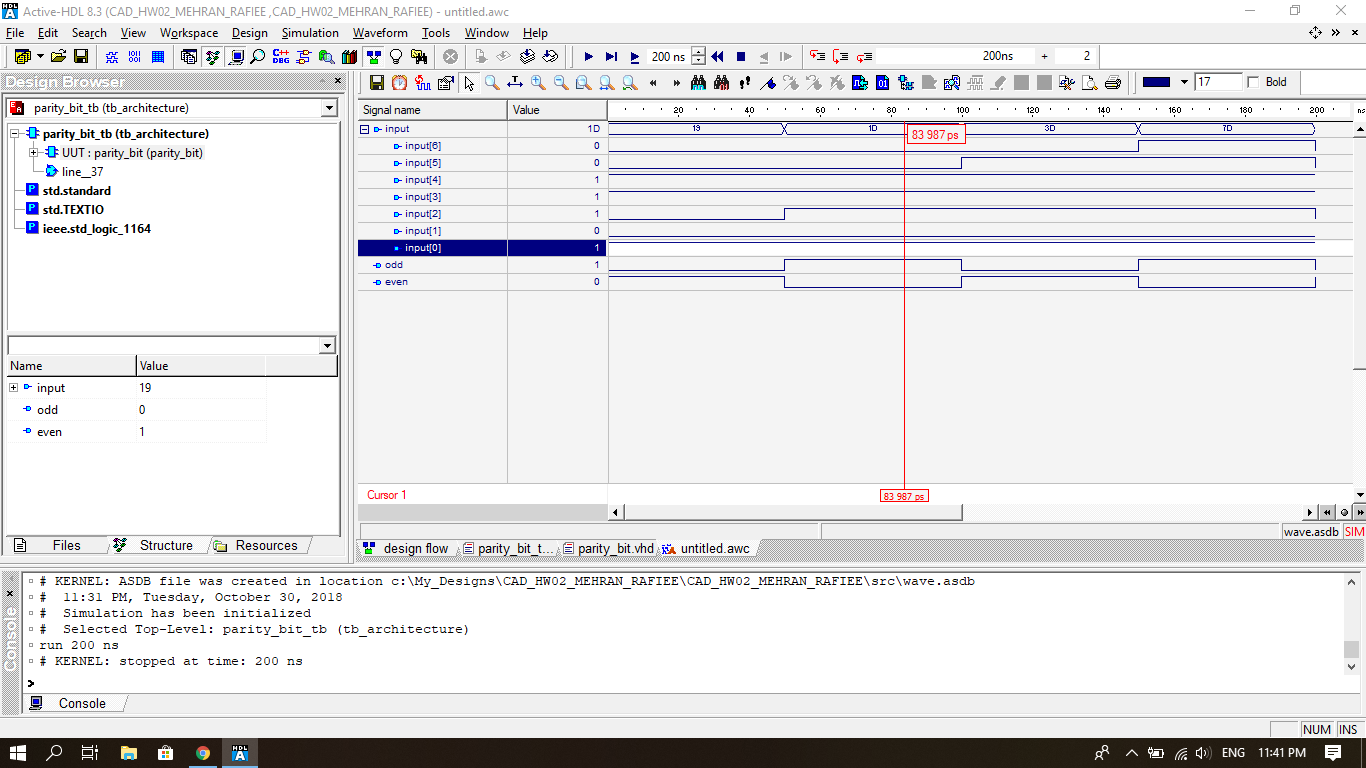 Active-HDL 8.3 (CAD_HW02_MEHRAN_RAFIEE ,CAD_HW02_MEHRAN_RAFIEE) - untitled.awc
File Edit Search View Workspace Design Simulation Waveform Tools Window Help
200 ns 200ns + 2
Design Browser
17 Bold
parity_bit_tb (tb_architecture)
parity_bit_tb (tb_architecture)
UUT : parity_bit (parity_bit)
line__37
std.standard
std.TEXTIO
ieee.std_logic_1164
Name Value
input 19
odd 0
even 1
Files Structure Resources
Signal name Value 20 40 60 80 100 120 140 160 180 200 ns
input 1D 19 1D 3D 7D
83 987 ps
input[6] 0
input[5] 0
input[4] 1
input[3] 1
input[2] 1
input[1] 0
input[0] 1
odd 1
even 0
Cursor 1 83 987 ps
wave.asdb SIM
design flow parity_bit_t... parity_bit.vhd untitled.awc
# KERNEL: ASDB file was created in location c:\My_Designs\CAD_HW02_MEHRAN_RAFIEE\CAD_HW02_MEHRAN_RAFIEE\src\wave.asdb
# 11:31 PM, Tuesday, October 30, 2018
# Simulation has been initialized
# Selected Top-Level: parity_bit_tb (tb_architecture)
run 200 ns
# KERNEL: stopped at time: 200 ns
>
Console
Console
NUM INS
HDL A ENG 11:41 PM